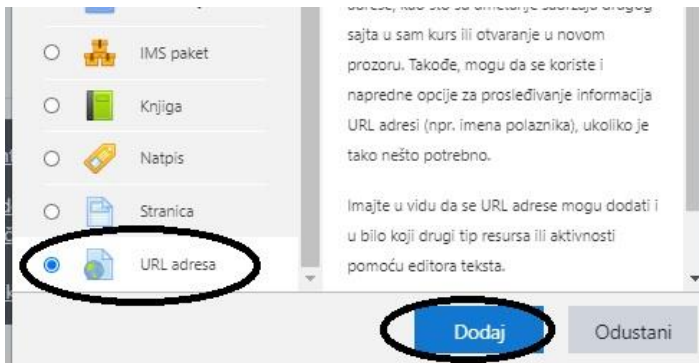 IMS paket
Knjiga
Natpis
Stranica
URL adresa
sajta u sam kurs ili otvaranje u novom
prozoru. Takođe, mogu da se koriste i
napredne opcije za prosleđivanje informacija
URL adresi (npr. imena polaznika), ukoliko je
tako nešto potrebno.
Imajte u vidu da se URL adrese mogu dodati i
u bilo koji drugi tip resursa ili aktivnosti
pomoću editora teksta.
Dodaj
Odustani